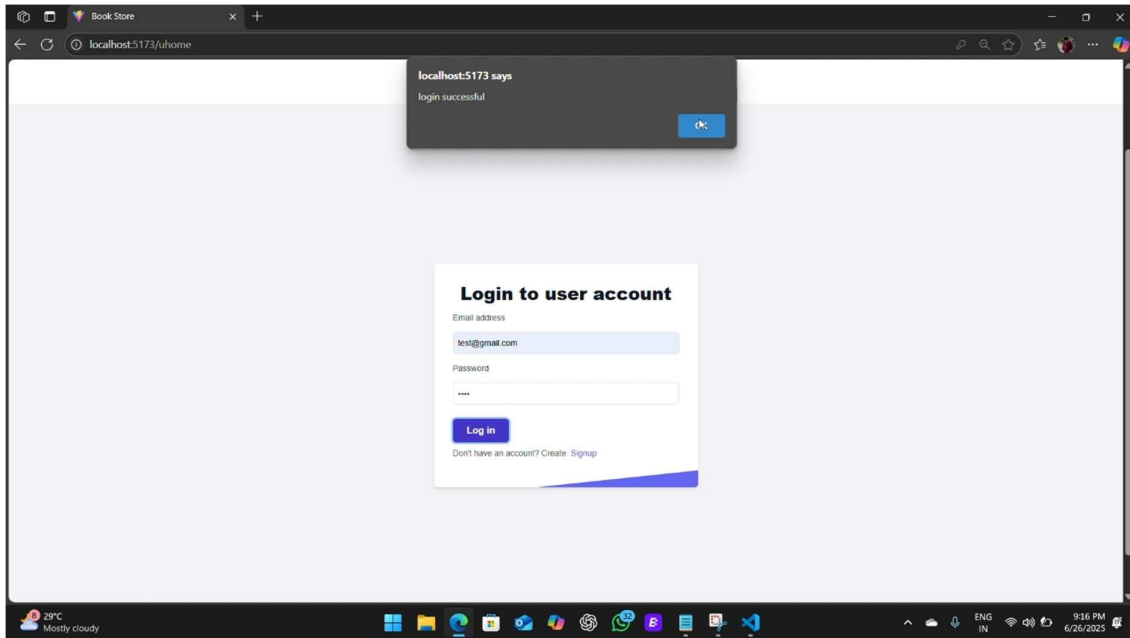 Book Store
localhost:5173/uhome
localhost:5173 says
login successful
Login to user account
Email address
test@gmail.com
Password
••••
Log in
Don't have an account? Create Signup
8
29°C
Mostly cloudy
32
ENG
IN
9:16 PM
6/26/2025